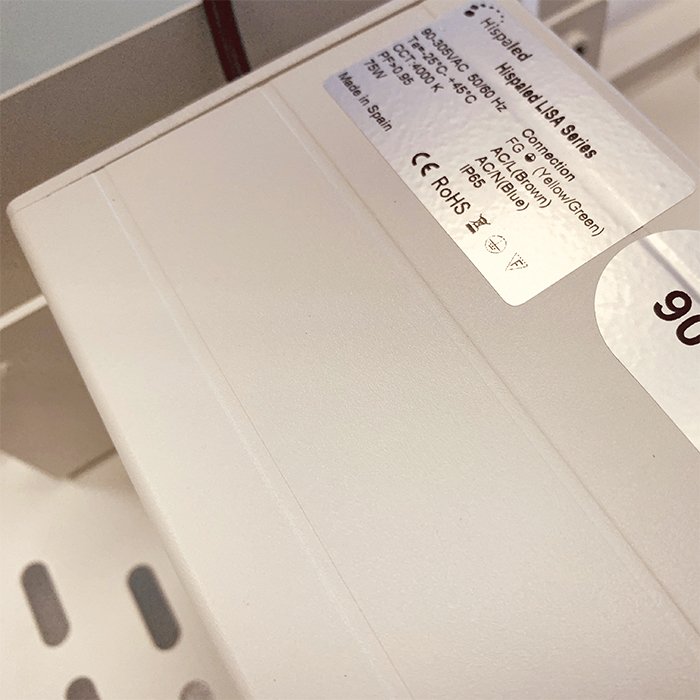 Hispaled
Hispaled LISA Series
90-305VAC 50/60 Hz
Ta=-25°C- +45°C
CCT:4000 K
PF>0.95
75W
Made in Spain
Connection
FG (Yellow/Green)
AC/L(Brown)
AC/N(Blue)
IP65
CE RoHS
F
90